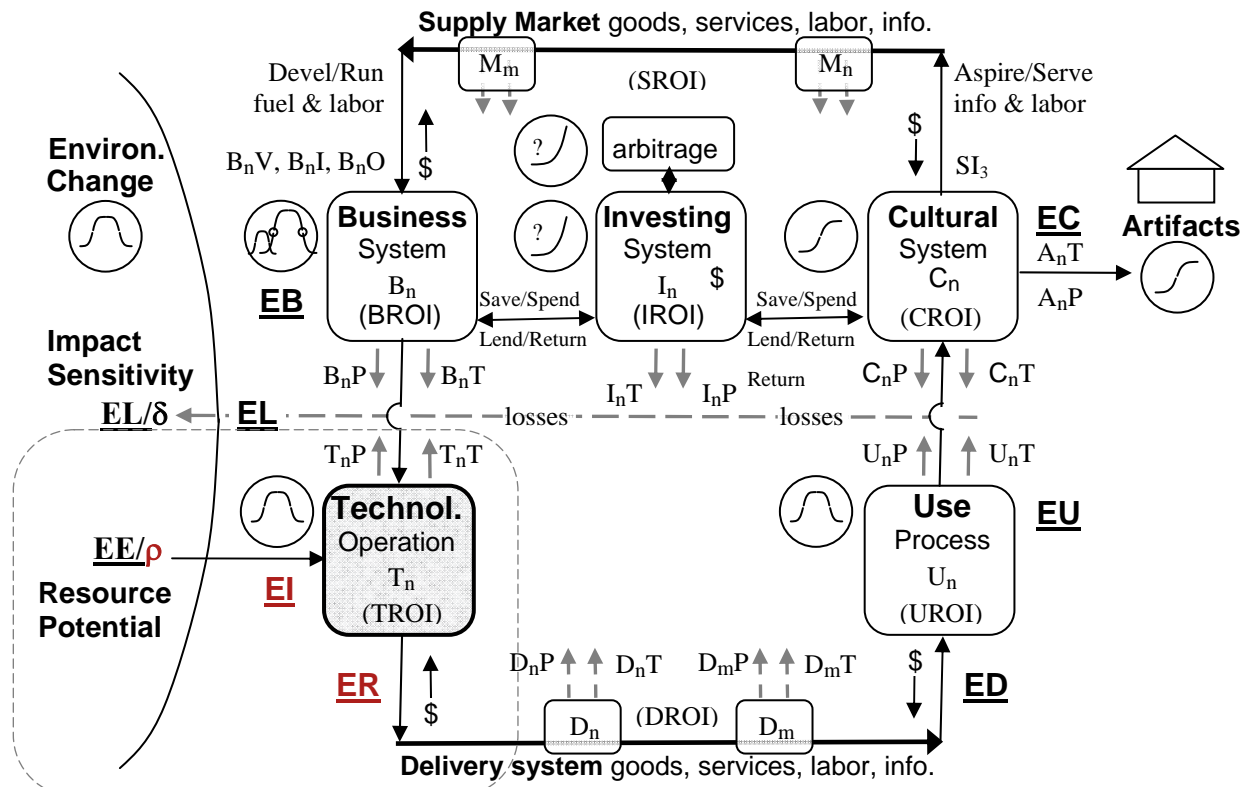 Supply Market goods, services, labor, info.
Mm
Mn
(SROI)
Devel/Run
fuel & labor
Aspire/Serve
info & labor
$
$
?
arbitrage
Environ.
Change
BnV, BnI, BnO
SI3
Business
System
Bn
(BROI)
EB
?
Investing
System
In $
(IROI)
Cultural
System
Cn
(CROI)
EC
AnT
AnP
Artifacts
Save/Spend
Lend/Return
Save/Spend
Lend/Return
Impact
Sensitivity
BnP
BnT
InT
InP Return
CnP
CnT
EL/δ
EL
losses
losses
TnP
TnT
UnP
UnT
Technol.
Operation
Tn
(TROI)
Use
Process
Un
(UROI)
EU
EE/ρ
EI
Resource
Potential
ER
$
DnP
DnT
DmP
DmT
$
ED
Dn
(DROI)
Dm
Delivery system goods, services, labor, info.